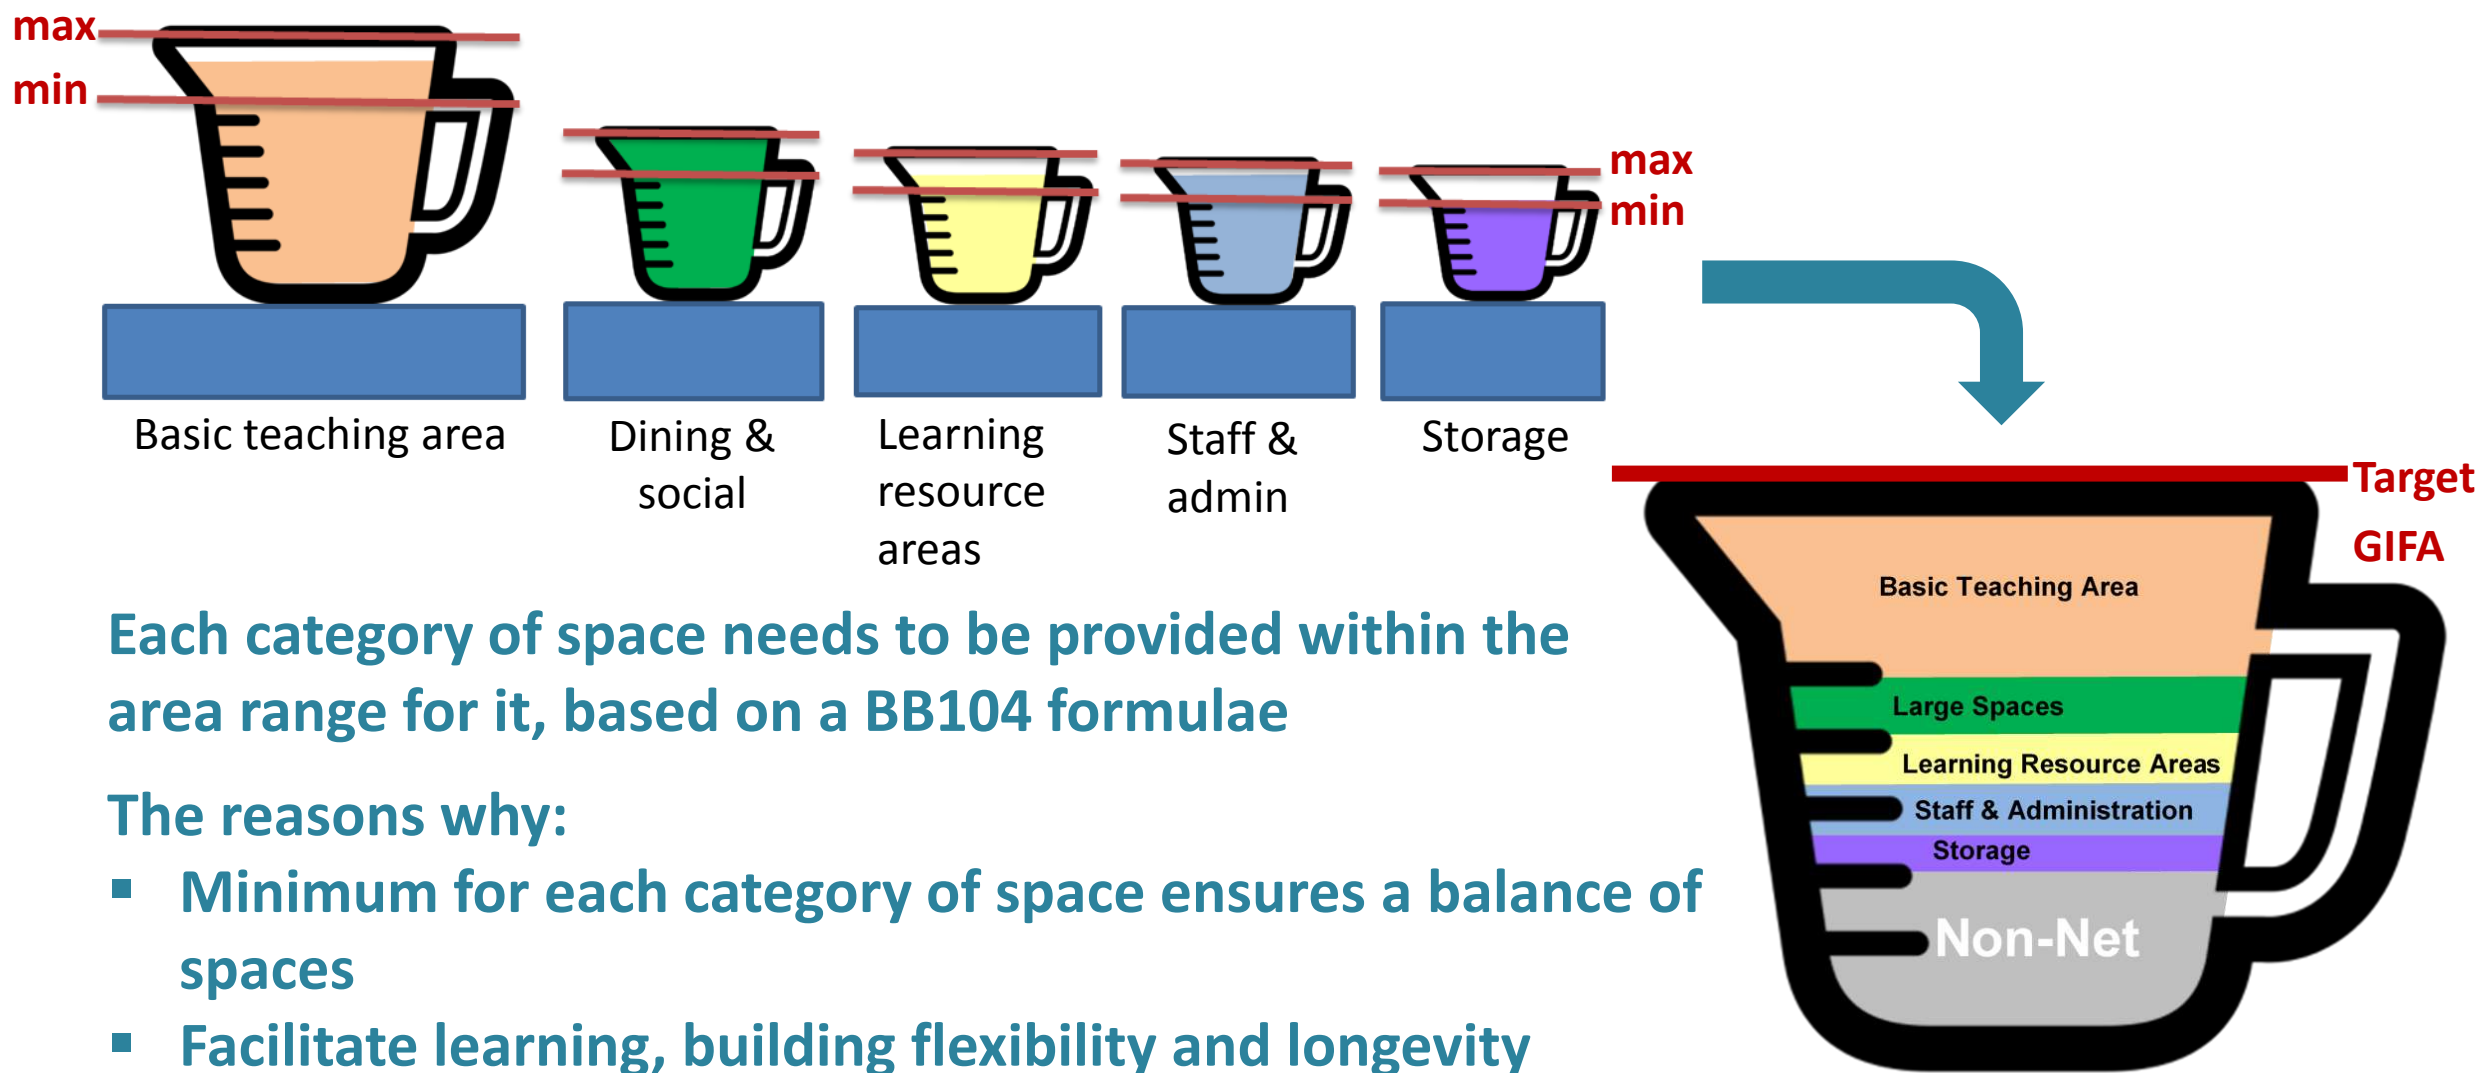 max
min
max
min
Basic teaching area
Dining &
social
Learning
resource
areas
Staff &
admin
Storage
Target
GIFA
Basic Teaching Area
Large Spaces
Learning Resource Areas
Staff & Administration
Storage
Non-Net
Each category of space needs to be provided within the
area range for it, based on a BB104 formulae
The reasons why:
▪ Minimum for each category of space ensures a balance of
spaces
▪ Facilitate learning, building flexibility and longevity